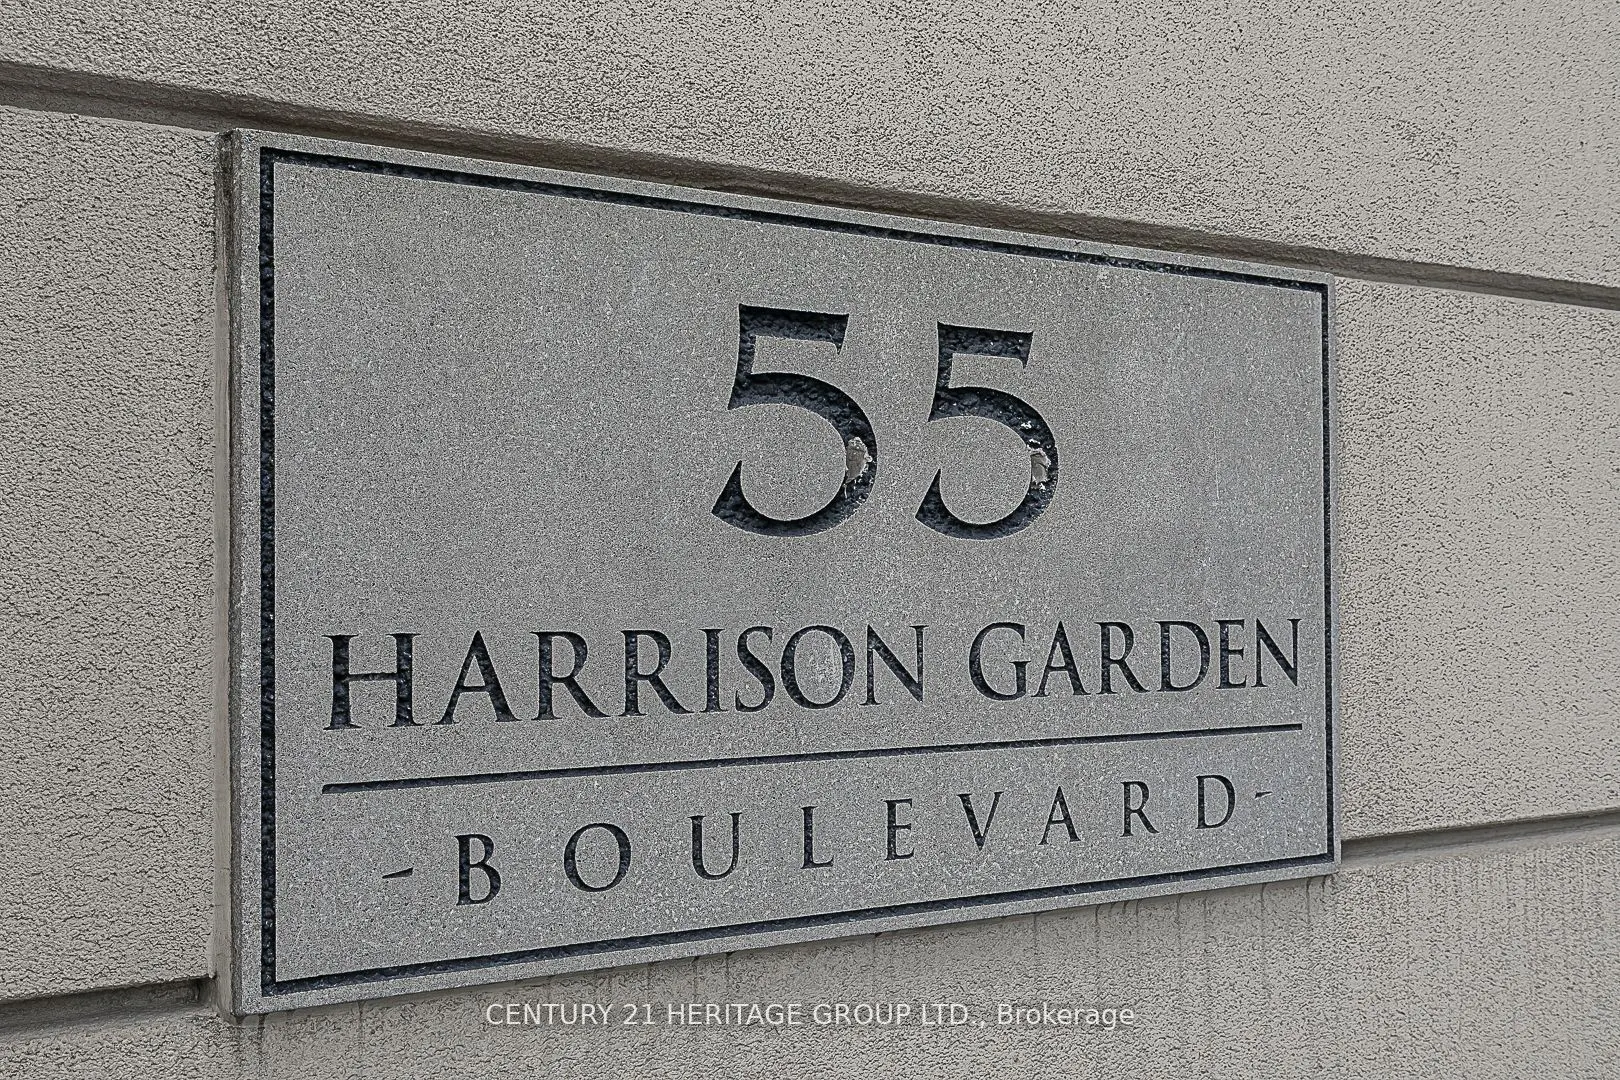 55
HARRISON GARDEN
-BOULEVARD-
CENTURY 21 HERITAGE GROUP LTD., Brokerage